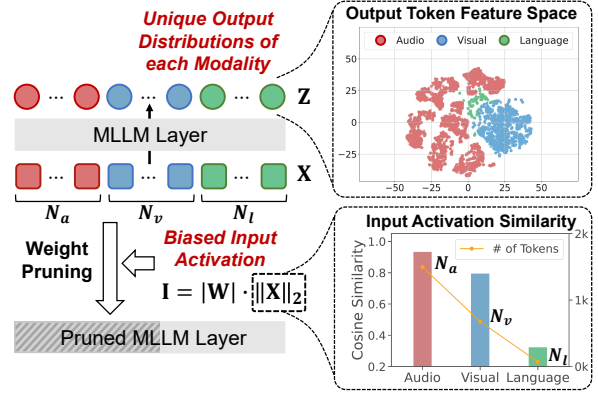 Unique Output
Distributions of
each Modality
... ... ... Z
MLLM Layer
... ... ... X
N_a N_v N_l
Weight
Pruning
Biased Input
Activation
I = |W| · ||X||₂
Pruned MLLM Layer
Output Token Feature Space
Audio Visual Language
50
25
0
−25
−50 −25 0 25 50
Input Activation Similarity
# of Tokens
Cosine Similarity
1.0 2k
0.8
0.6 1k
0.4
0.2 0k
N_a
N_v
N_l
Audio Visual Language